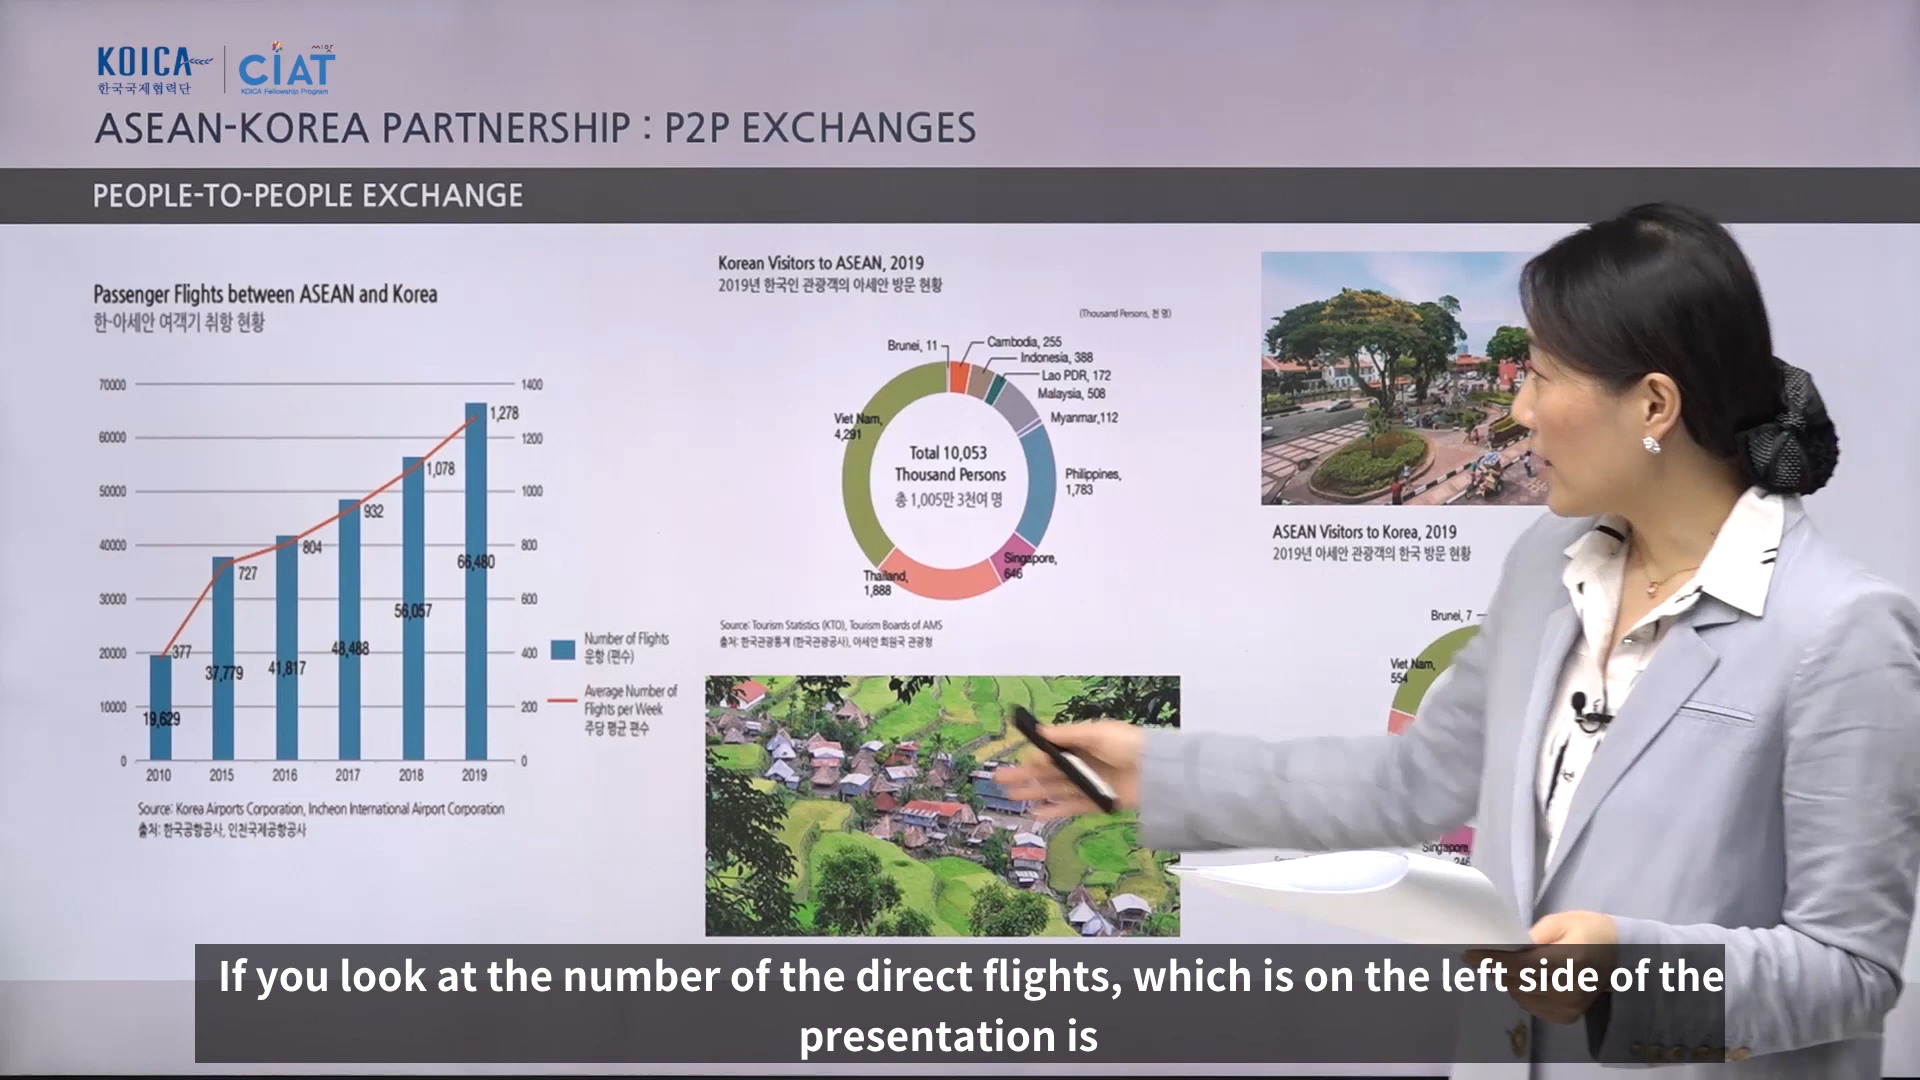 KOICA
한국국제협력단
씨앗
CIAT
KOICA Fellowship Program
ASEAN-KOREA PARTNERSHIP : P2P EXCHANGES
PEOPLE-TO-PEOPLE EXCHANGE
Passenger Flights between ASEAN and Korea
한-아세안 여객기 취항 현황
70000
60000
50000
40000
30000
20000
10000
0
1400
1200
1000
800
600
400
200
0
377
727
804
932
1,078
1,278
19,629
37,779
41,817
48,488
56,057
66,480
2010
2015
2016
2017
2018
2019
Number of Flights
운항 (편수)
Average Number of
Flights per Week
주당 평균 편수
Source: Korea Airports Corporation, Incheon International Airport Corporation
출처: 한국공항공사, 인천국제공항공사
Korean Visitors to ASEAN, 2019
2019년 한국인 관광객의 아세안 방문 현황
(Thousand Persons, 천 명)
Brunei, 11
Cambodia, 255
Indonesia, 388
Lao PDR, 172
Malaysia, 508
Myanmar,112
Philippines,
1,783
Singapore,
646
Thailand,
1,888
Viet Nam,
4,291
Total 10,053
Thousand Persons
총 1,005만 3천여 명
Source: Tourism Statistics (KTO), Tourism Boards of AMS
출처: 한국관광통계 (한국관광공사), 아세안 회원국 관광청
ASEAN Visitors to Korea, 2019
2019년 아세안 관광객의 한국 방문 현황
Brunei, 7
Viet Nam,
554
Singapore,
246
If you look at the number of the direct flights, which is on the left side of the
presentation is